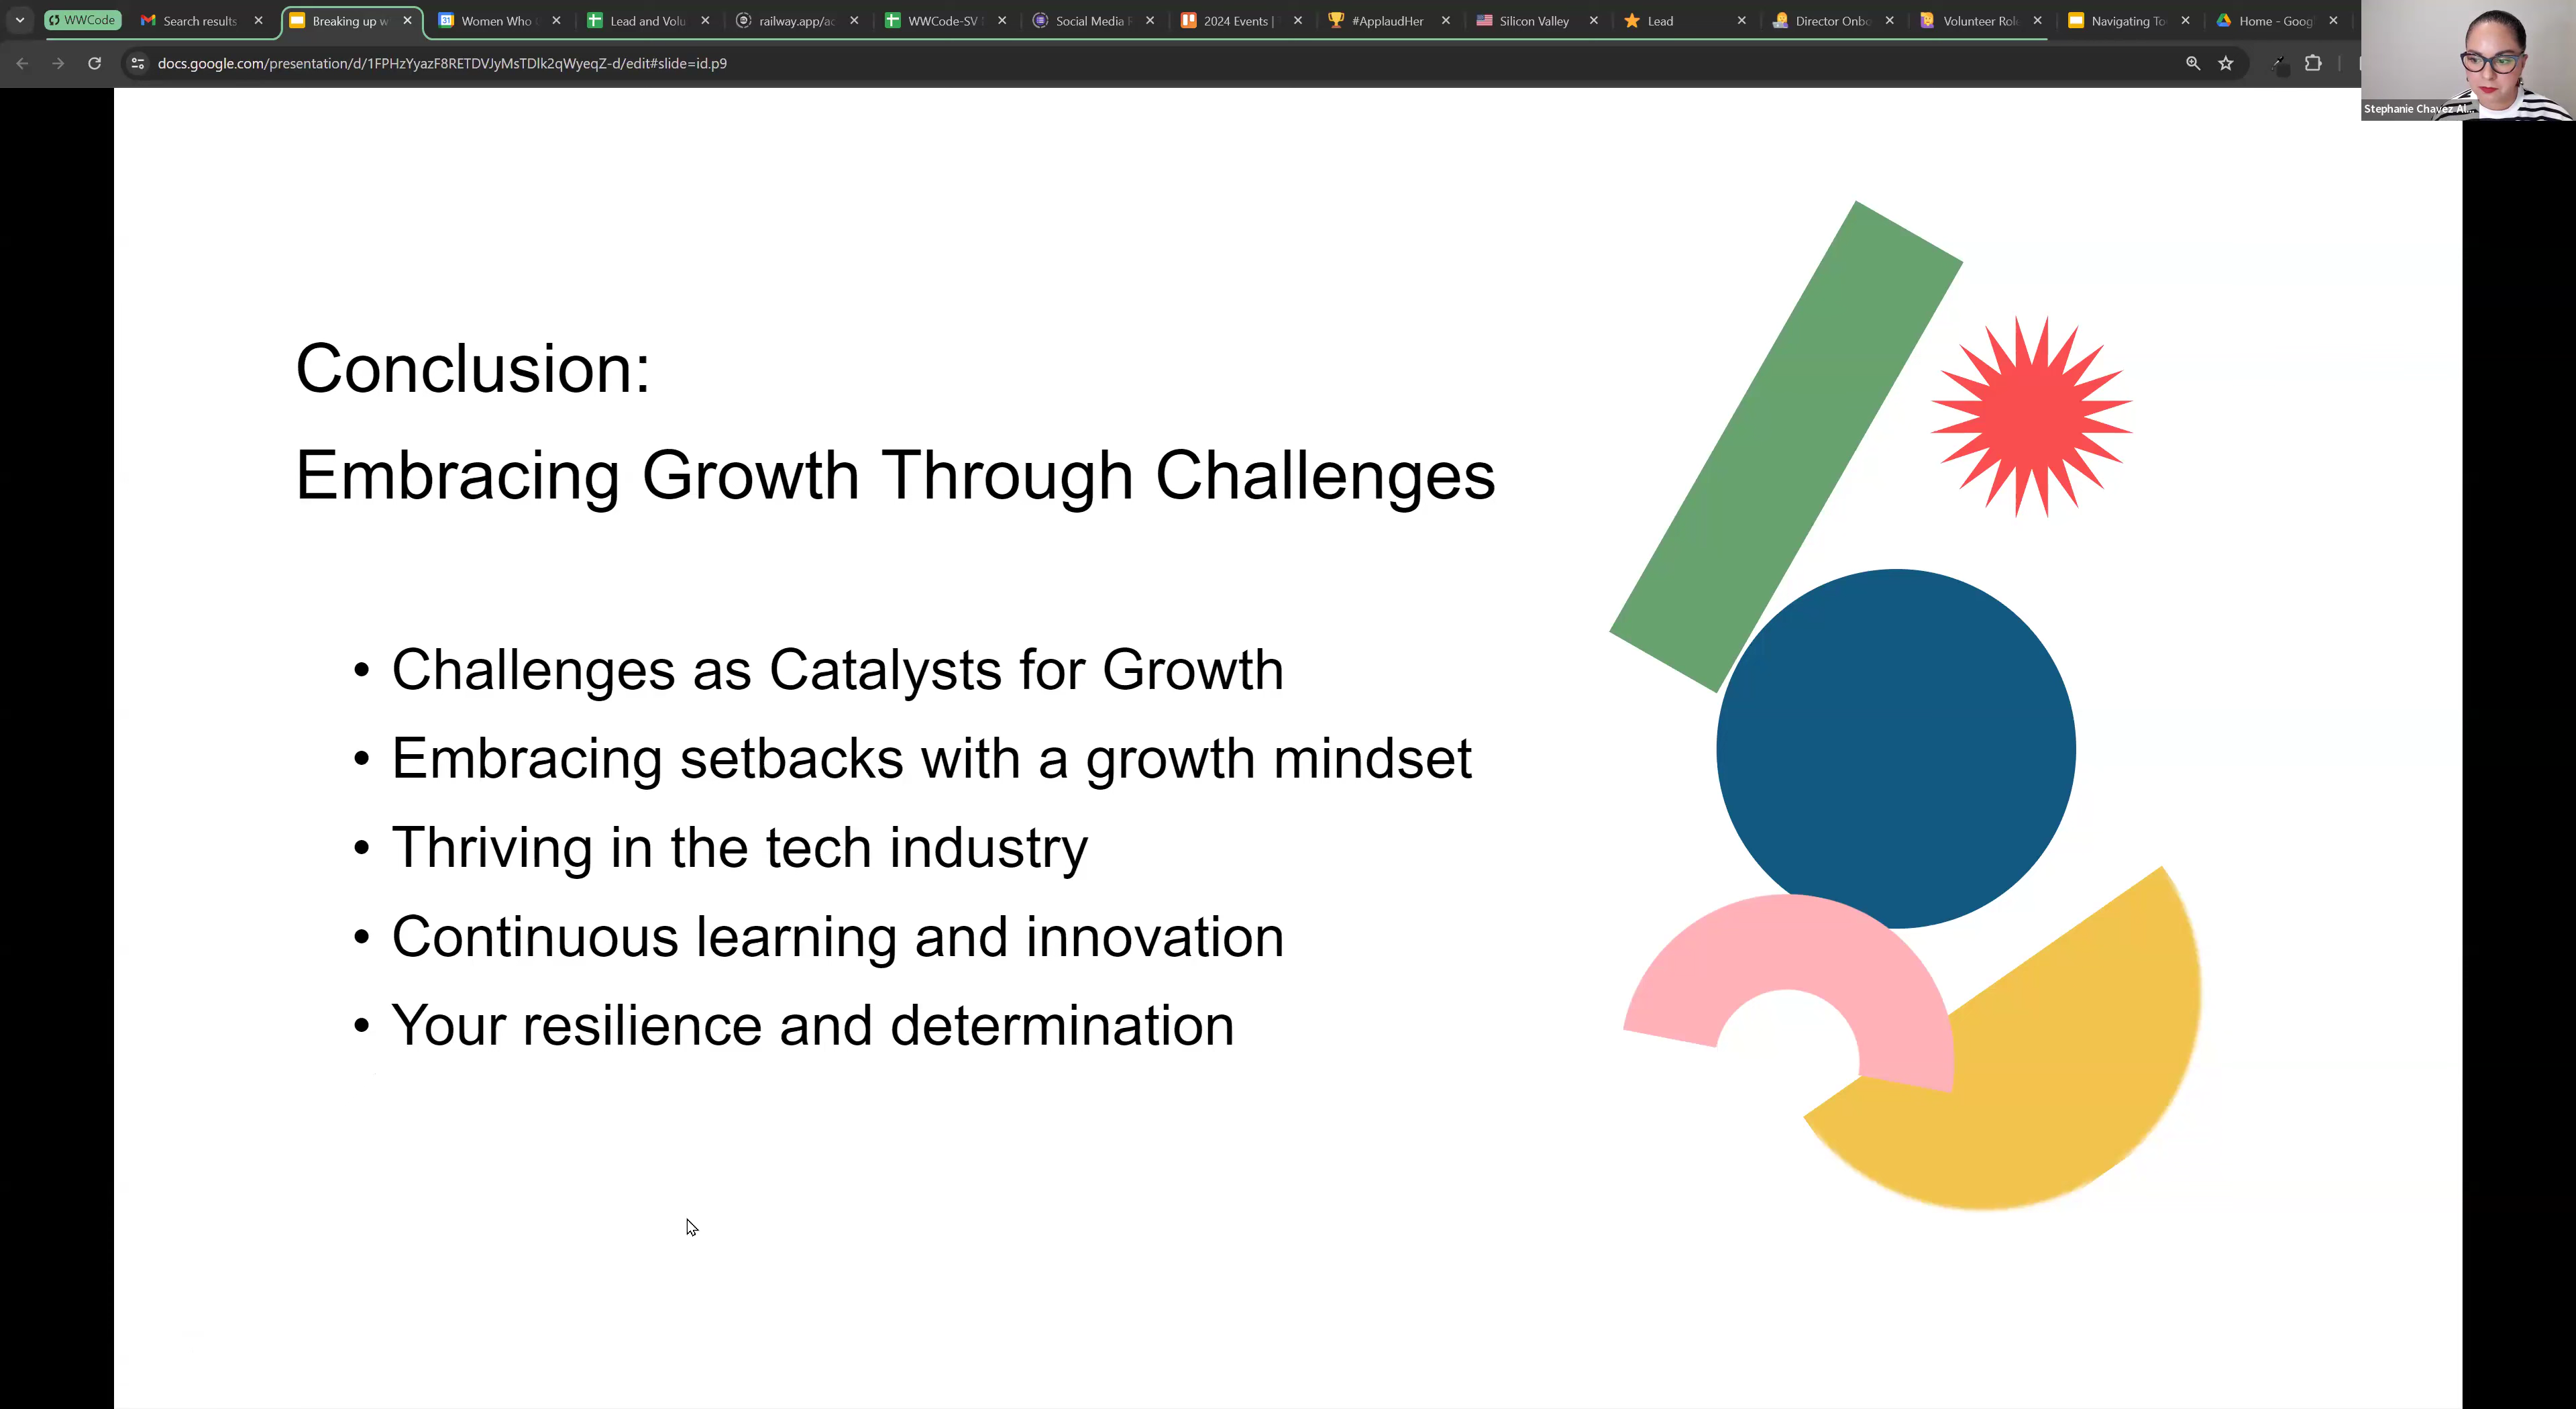 WWCode
Search results
Breaking up w
31
Women Who
Lead and Volu
railway.app/ac
WWCode-SV
Social Media
2024 Events |
#ApplaudHer
Silicon Valley
Lead
Director Onbo
Volunteer Rol
Navigating To
Home - Goog
docs.google.com/presentation/d/1FPHzYyazF8RETDVJyMsTDlk2qWyeqZ-d/edit#slide=id.p9
Stephanie Chavez Al...
Conclusion:
Embracing Growth Through Challenges
• Challenges as Catalysts for Growth
• Embracing setbacks with a growth mindset
• Thriving in the tech industry
• Continuous learning and innovation
• Your resilience and determination